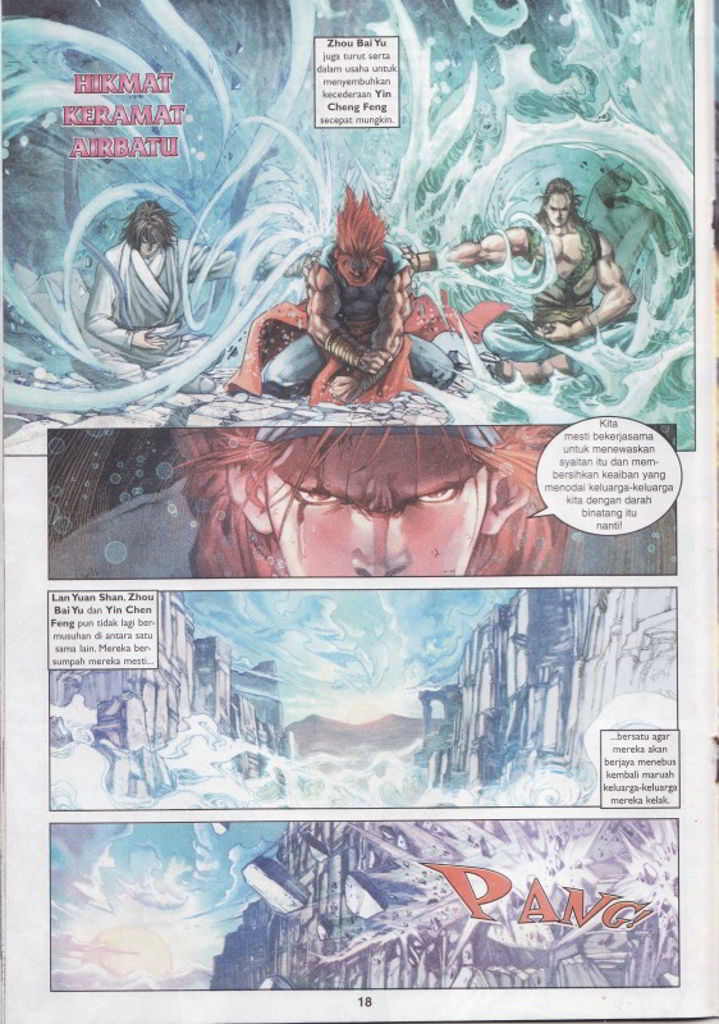 HIKMAT
KERAMAT
AIRBATU
Zhou Bai Yu
juga turut serta
dalam usaha untuk
menyembuhkan
kecederaan Yin
Cheng Feng
secepat mungkin.
Kita
mesti bekerjasama
untuk menewaskan
syaitan itu dan mem-
bersihkan keaiban yang
menodai keluarga-keluarga
kita dengan darah
binatang itu
nanti!
Lan Yuan Shan, Zhou
Bai Yu dan Yin Chen
Feng pun tidak lagi ber-
musuhan di antara satu
sama lain. Mereka ber-
sumpah mereka mesti...
...bersatu agar
mereka akan
berjaya menebus
kembali maruah
keluarga-keluarga
mereka kelak.
PANG!
18